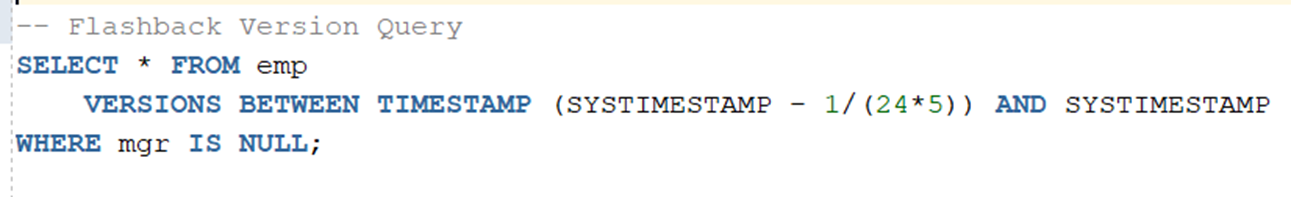 -- Flashback Version Query
SELECT * FROM emp
    VERSIONS BETWEEN TIMESTAMP (SYSTIMESTAMP - 1/(24*5)) AND SYSTIMESTAMP
WHERE mgr IS NULL;